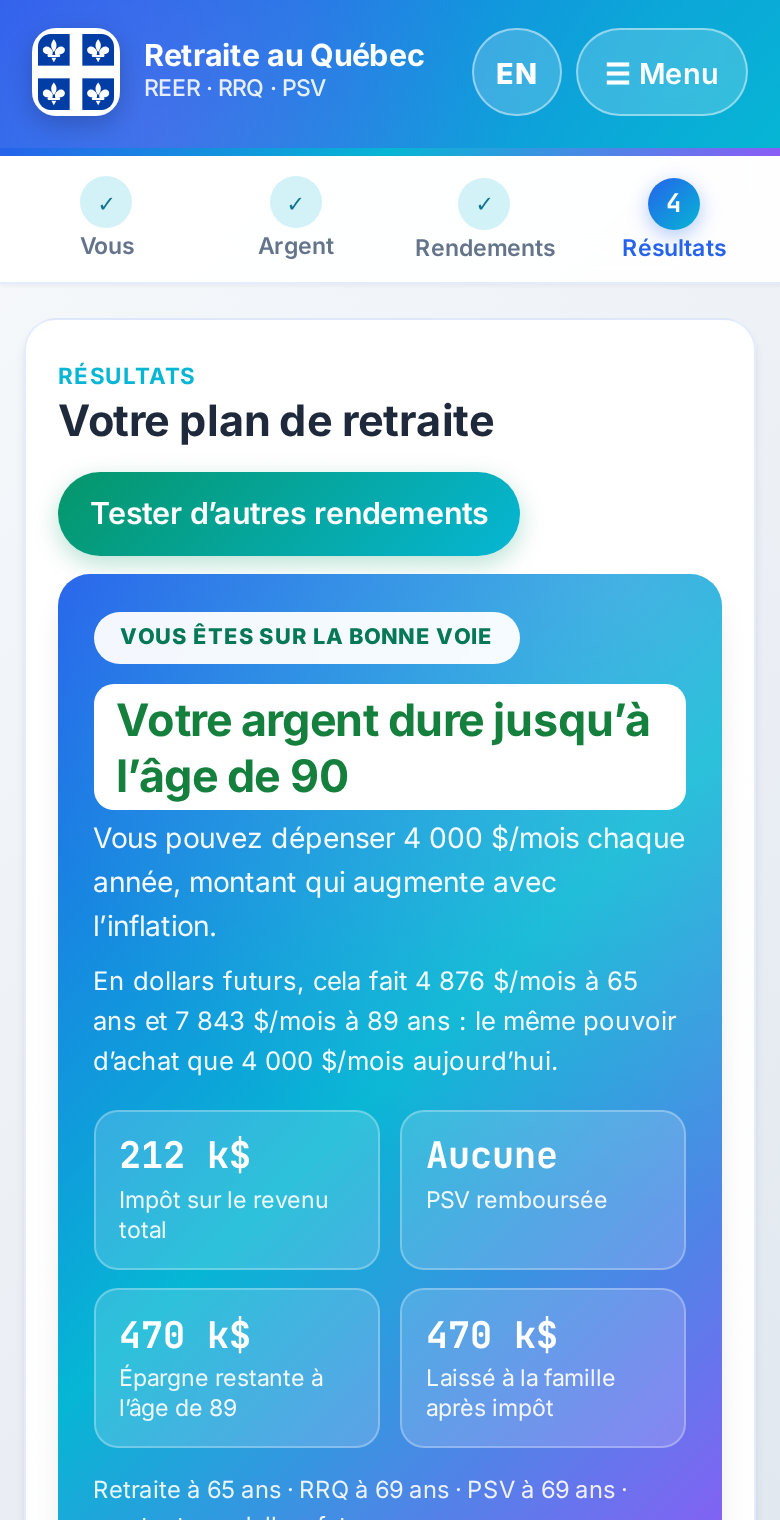 Retraite au Québec
REER · RRQ · PSV
EN
☰ Menu
✓
Vous
✓
Argent
✓
Rendements
4
Résultats
RÉSULTATS
Votre plan de retraite
Tester d’autres rendements
VOUS ÊTES SUR LA BONNE VOIE
Votre argent dure jusqu’à
l’âge de 90
Vous pouvez dépenser 4 000 $/mois chaque
année, montant qui augmente avec
l’inflation.
En dollars futurs, cela fait 4 876 $/mois à 65
ans et 7 843 $/mois à 89 ans : le même pouvoir
d’achat que 4 000 $/mois aujourd’hui.
212 k$
Impôt sur le revenu
total
Aucune
PSV remboursée
470 k$
Épargne restante à
l’âge de 89
470 k$
Laissé à la famille
après impôt
Retraite à 65 ans · RRQ à 69 ans · PSV à 69 ans ·